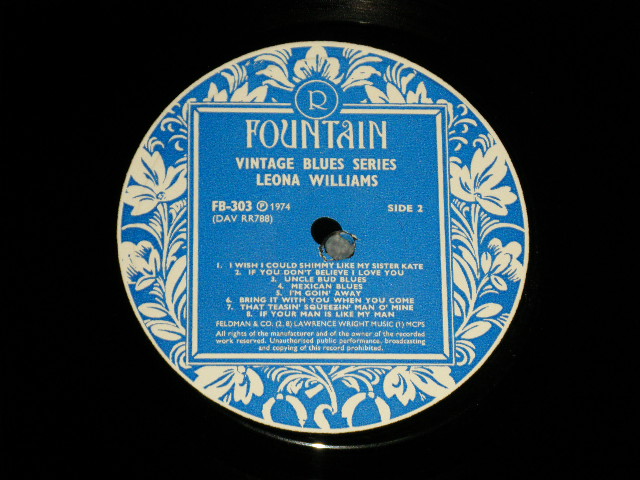 R
FOUNTAIN
VINTAGE BLUES SERIES
LEONA WILLIAMS
FB-303 ℗ 1974 SIDE 2
(DAV RR788)
1. I WISH I COULD SHIMMY LIKE MY SISTER KATE
2. IF YOU DON'T BELIEVE I LOVE YOU
3. UNCLE BUD BLUES
4. MEXICAN BLUES
5. I'M GOIN' AWAY
6. BRING IT WITH YOU WHEN YOU COME
7. THAT TEASIN' SQUEEZIN' MAN O' MINE
8. IF YOUR MAN IS LIKE MY MAN
FELDMAN & CO. (2, 8) LAWRENCE WRIGHT MUSIC (1) MCPS
All rights of the manufacturer and of the owner of the recorded
work reserved. Unauthorised public performance, broadcasting
and copying of this record prohibited.